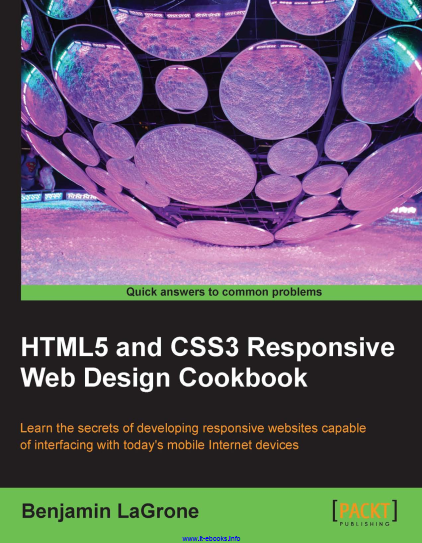 Quick answers to common problems
HTML5 and CSS3 Responsive
Web Design Cookbook
Learn the secrets of developing responsive websites capable
of interfacing with today's mobile Internet devices
Benjamin LaGrone
[PACKT]
PUBLISHING
www.it-ebooks.info